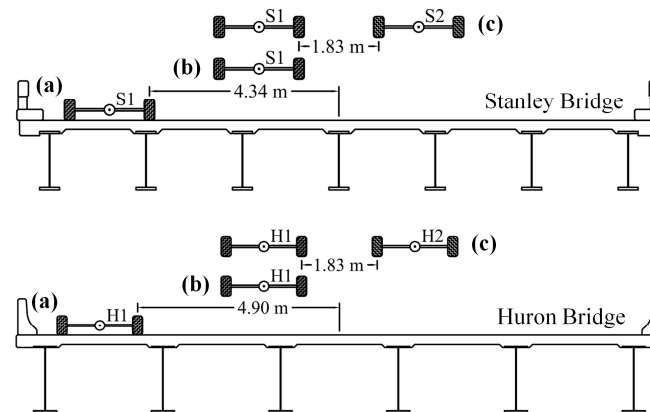 S1 S2 (c)
1.83 m
(b) S1
(a) S1 4.34 m Stanley Bridge
H1 H2 (c)
1.83 m
(b) H1
(a) H1 4.90 m Huron Bridge